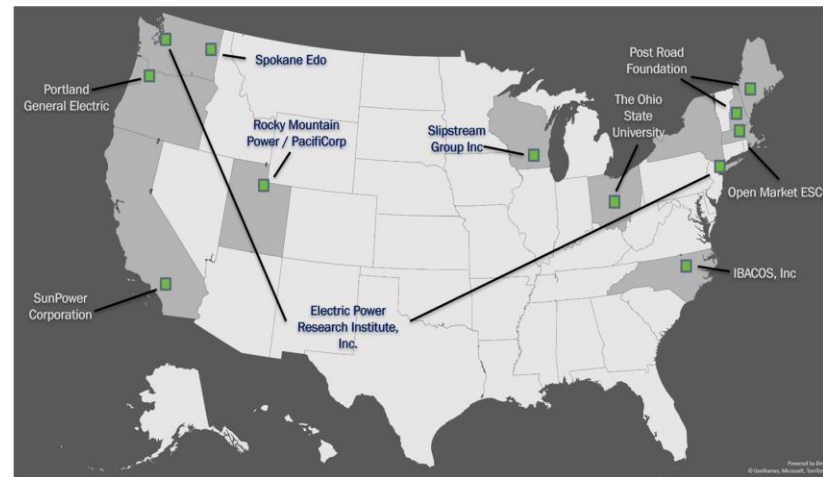 Spokane Edo
Portland
General Electric
Rocky Mountain
Power / PacifiCorp
Slipstream
Group Inc
Post Road
Foundation
The Ohio
State
University
Open Market ESCO
IBACOS, Inc
SunPower
Corporation
Electric Power
Research Institute,
Inc.
Powered by Bing
© GeoNames, Microsoft, TomTom